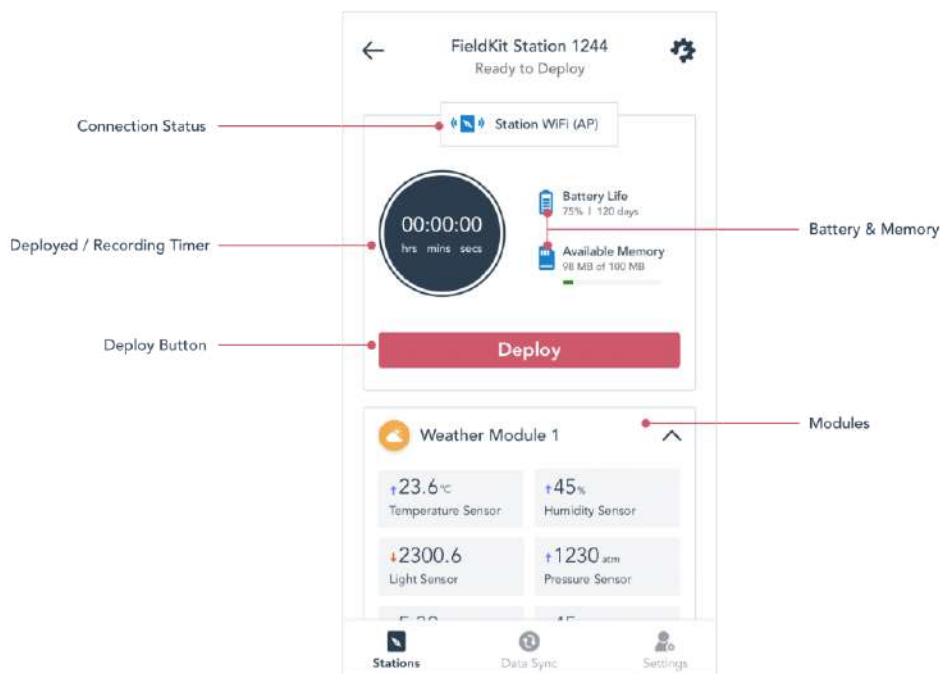 FieldKit Station 1244
Ready to Deploy
Connection Status
Station WiFi (AP)
Battery Life
75% | 120 days
00:00:00
hrs mins secs
Deployed / Recording Timer
Battery & Memory
Available Memory
98 MB of 100 MB
Deploy Button
Deploy
Modules
Weather Module 1
↑23.6 °C
Temperature Sensor
↑45 %
Humidity Sensor
↓2300.6
Light Sensor
↑1230 atm
Pressure Sensor
Stations
Data Sync
Settings